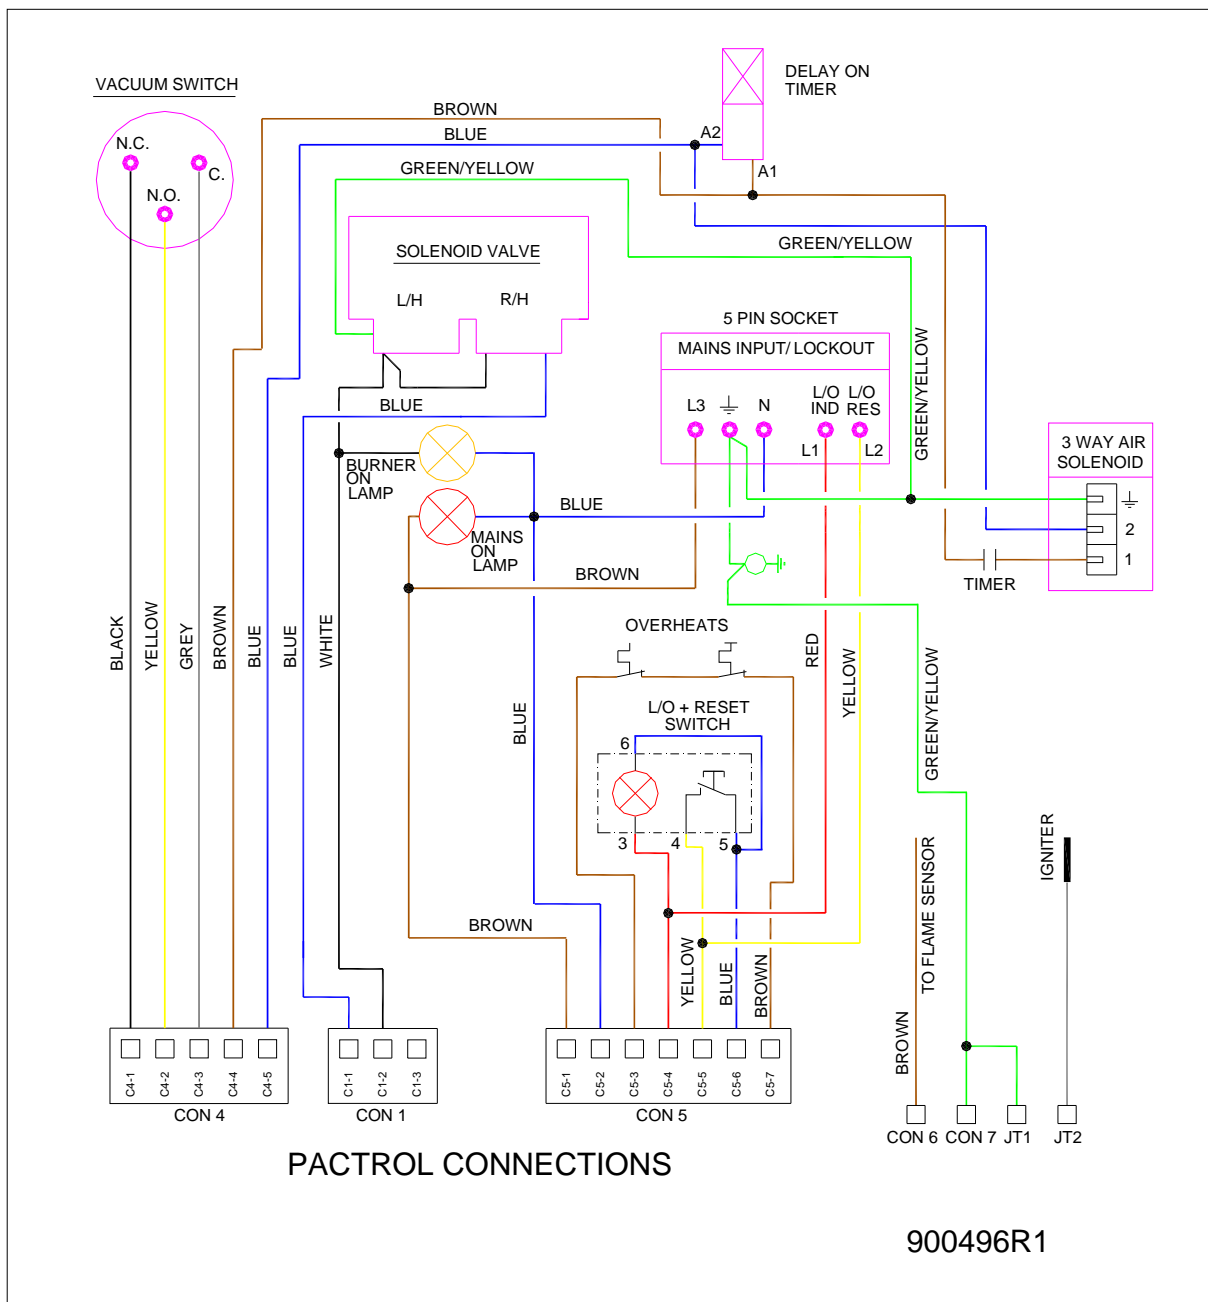 VACUUM SWITCH
N.C.
C.
N.O.
BROWN
BLUE
GREEN/YELLOW
A2
A1
DELAY ON
TIMER
GREEN/YELLOW
SOLENOID VALVE
L/H
R/H
5 PIN SOCKET
MAINS INPUT/ LOCKOUT
L3
N
L/O
IND
L/O
RES
L1
L2
GREEN/YELLOW
3 WAY AIR
SOLENOID
2
1
TIMER
BLUE
BURNER
ON
LAMP
BLUE
MAINS
ON
LAMP
BROWN
BLACK
YELLOW
GREY
BROWN
BLUE
BLUE
WHITE
BLUE
OVERHEATS
RED
YELLOW
GREEN/YELLOW
L/O + RESET
SWITCH
6
3
4
5
BROWN
YELLOW
BLUE
BROWN
BROWN
TO FLAME SENSOR
IGNITER
C4-1
C4-2
C4-3
C4-4
C4-5
CON 4
C1-1
C1-2
C1-3
CON 1
C5-1
C5-2
C5-3
C5-4
C5-5
C5-6
C5-7
CON 5
CON 6
CON 7
JT1
JT2
PACTROL CONNECTIONS
900496R1